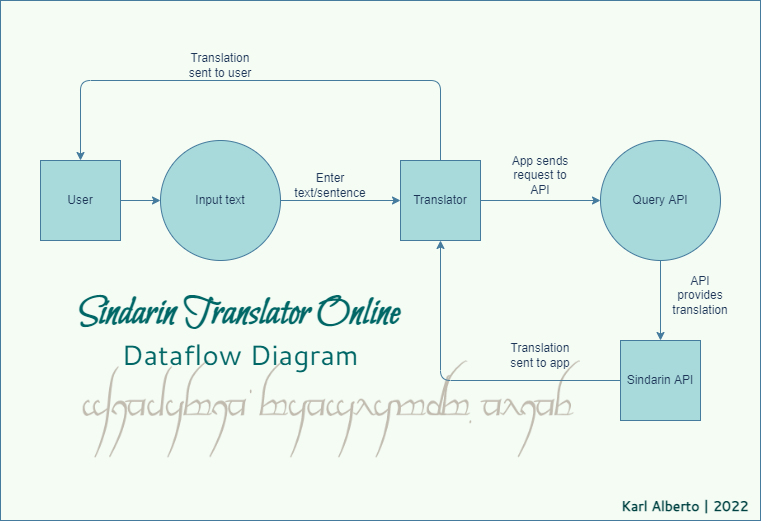 Translation
sent to user
User
Input text
Enter
text/sentence
Translator
App sends
request to
API
Query API
API
provides
translation
Sindarin Translator Online
Dataflow Diagram
Translation
sent to app
Sindarin API
Karl Alberto | 2022